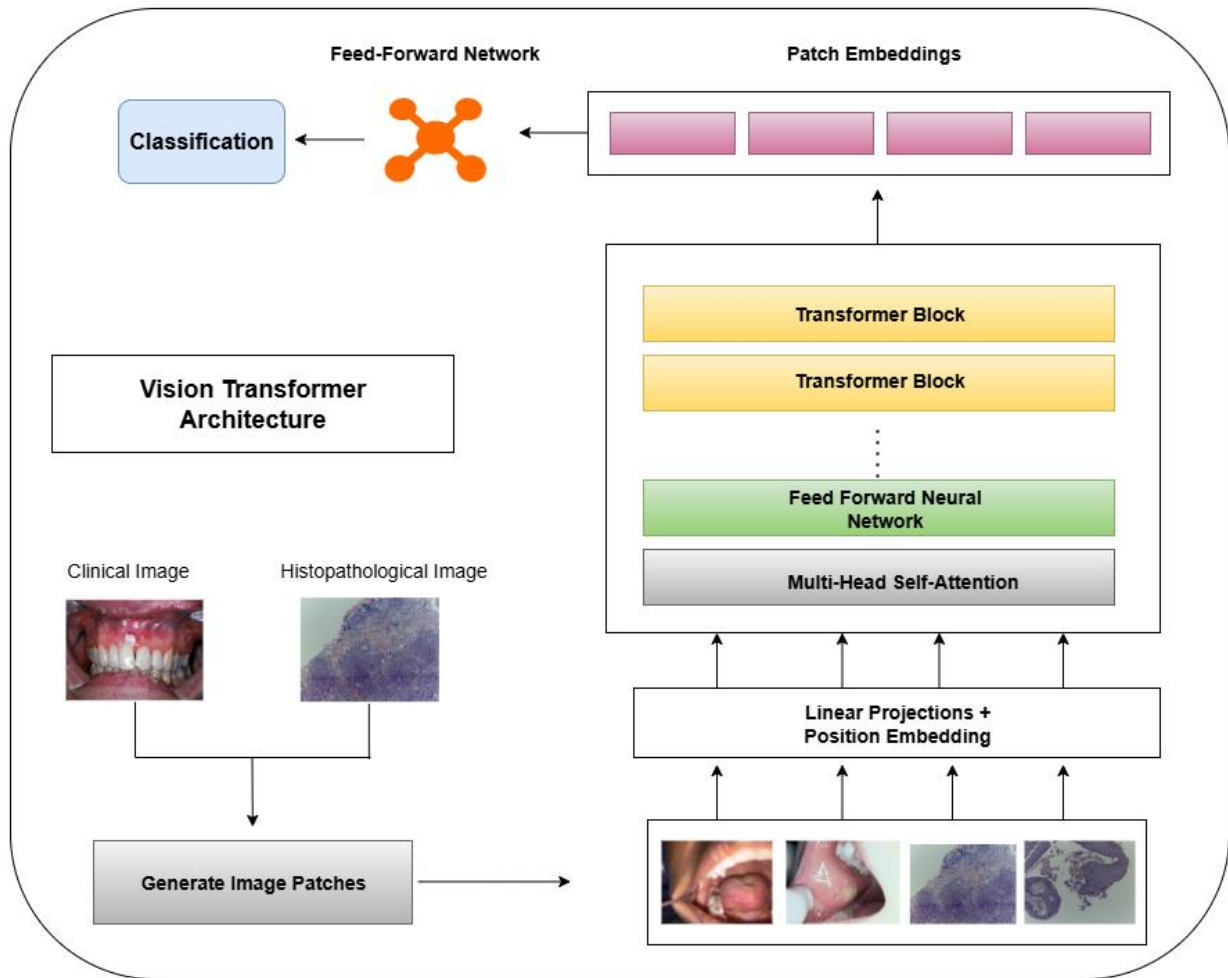 Feed-Forward Network
Patch Embeddings
Classification
Transformer Block
Transformer Block
Vision Transformer
Architecture
Feed Forward Neural
Network
Multi-Head Self-Attention
Clinical Image
Histopathological Image
Linear Projections +
Position Embedding
Generate Image Patches